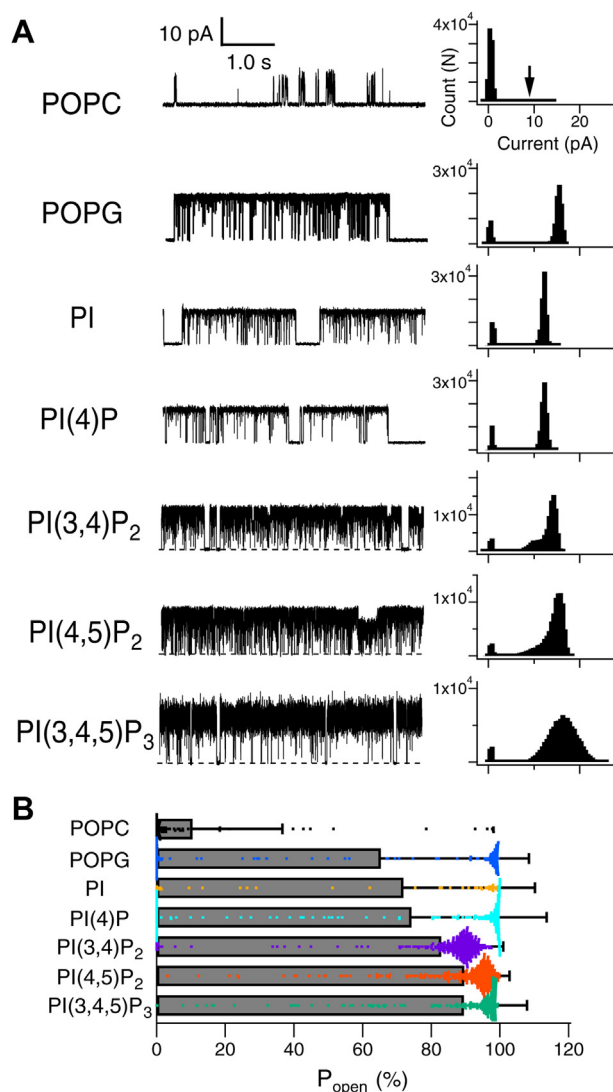 A
10 pA
1.0 s
POPC
4x10⁴
Count (N)
0 10 20
Current (pA)
POPG
3x10⁴
PI
3x10⁴
PI(4)P
3x10⁴
PI(3,4)P₂
1x10⁴
PI(4,5)P₂
1x10⁴
PI(3,4,5)P₃
1x10⁴
B
POPC
POPG
PI
PI(4)P
PI(3,4)P₂
PI(4,5)P₂
PI(3,4,5)P₃
0 20 40 60 80 100 120
Pₒₚₑₙ (%)